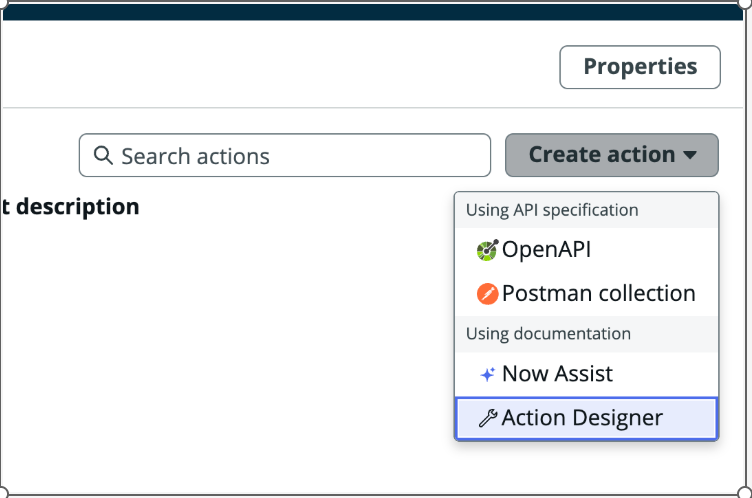 Properties
Search actions
Create action
t description
Using API specification
OpenAPI
Postman collection
Using documentation
Now Assist
Action Designer